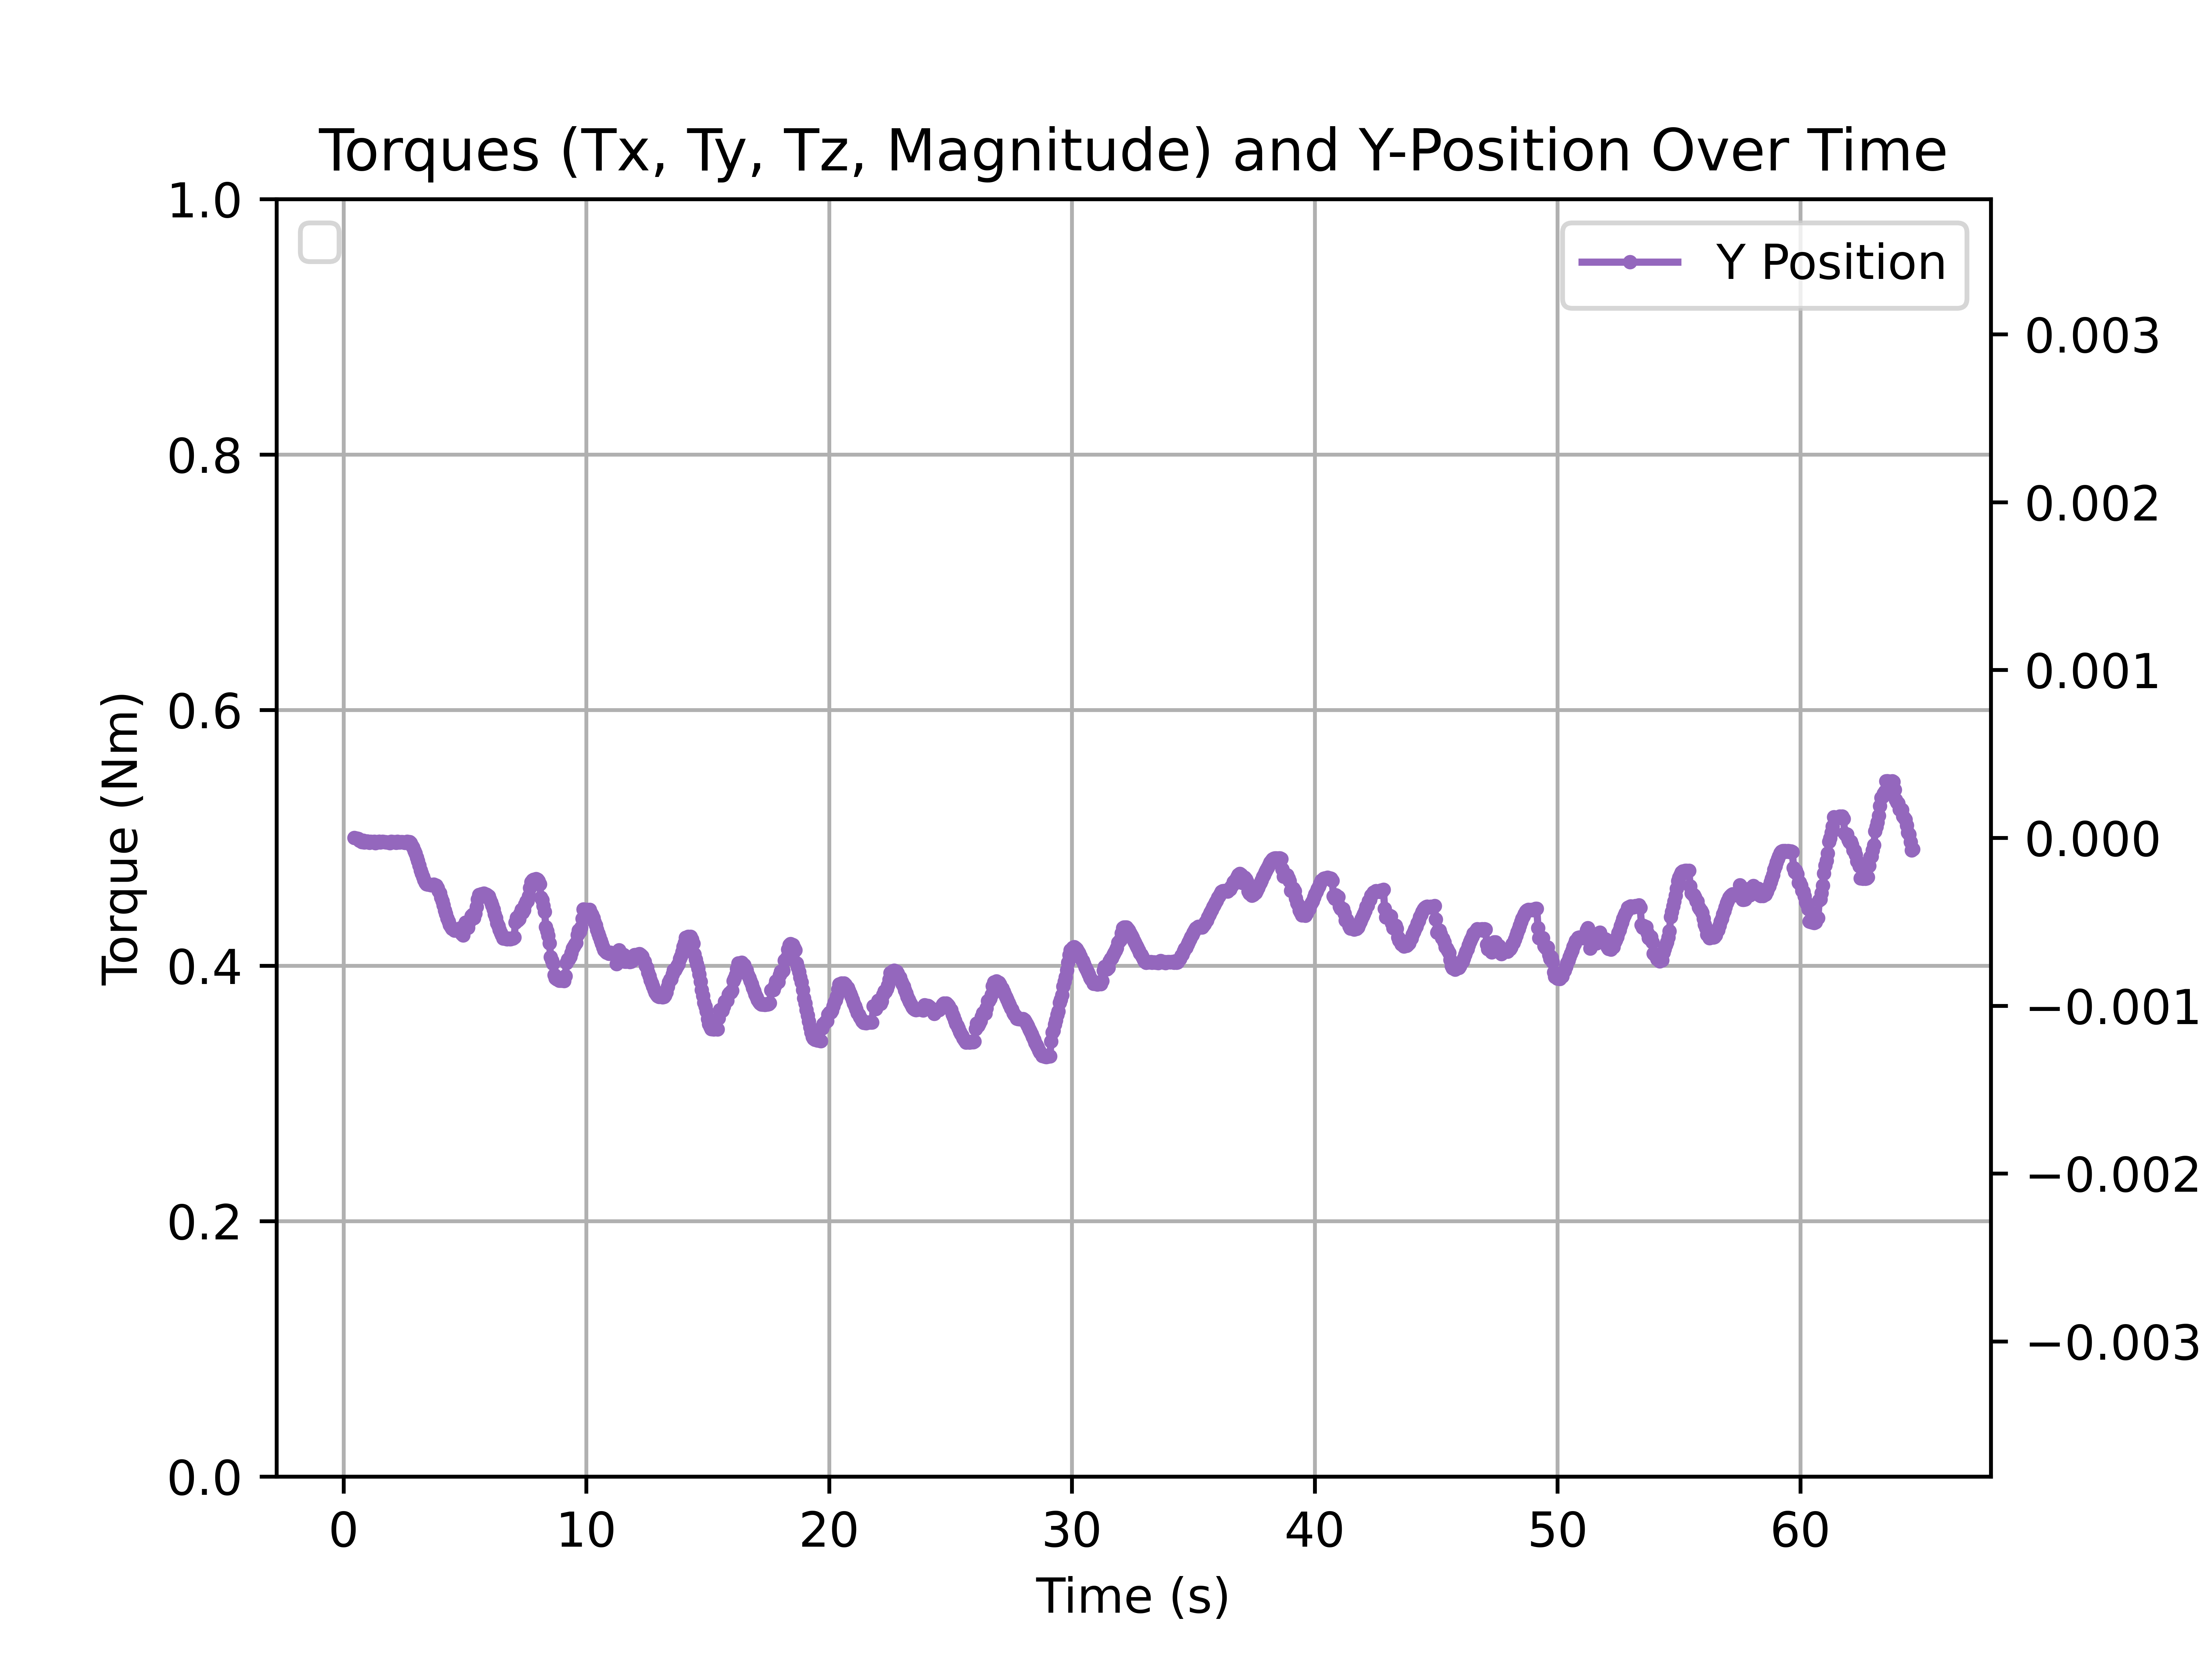 Torques (Tx, Ty, Tz, Magnitude) and Y-Position Over Time
Y Position
1.0
0.8
0.6
0.4
0.2
0.0
Torque (Nm)
0.003
0.002
0.001
0.000
−0.001
−0.002
−0.003
0 10 20 30 40 50 60
Time (s)